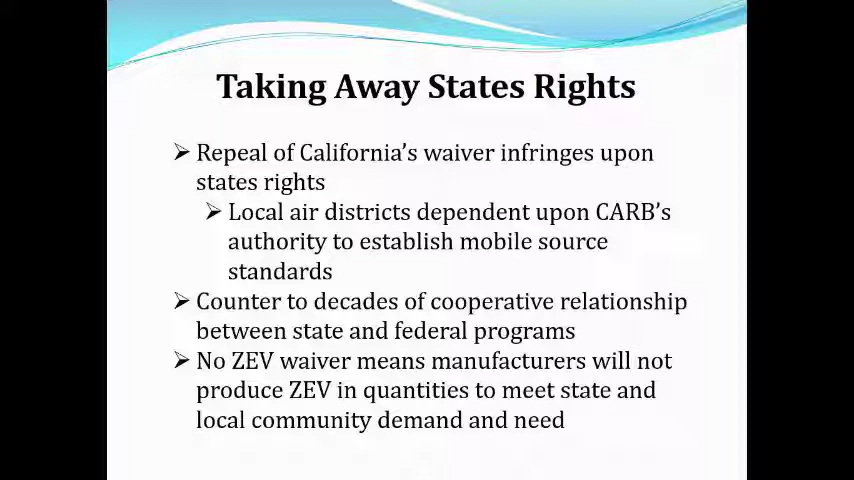 Taking Away States Rights
➢ Repeal of California’s waiver infringes upon
states rights
➢ Local air districts dependent upon CARB’s
authority to establish mobile source
standards
➢ Counter to decades of cooperative relationship
between state and federal programs
➢ No ZEV waiver means manufacturers will not
produce ZEV in quantities to meet state and
local community demand and need